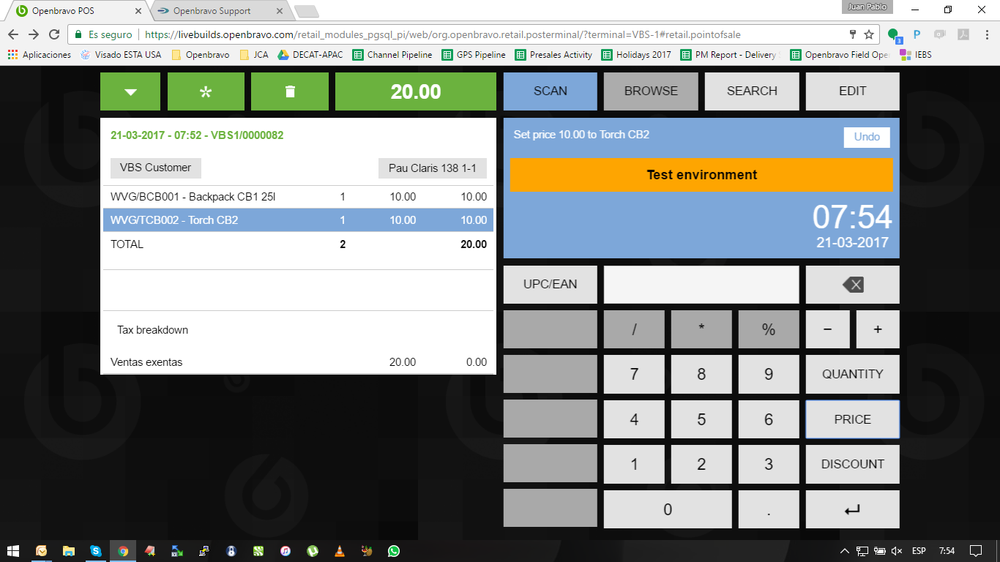 Juan Pablo
Openbravo POS
Openbravo Support
Es seguro
https://livebuilds.openbravo.com/retail_modules_pgsql_pi/web/org.openbravo.retail.posterminal/?terminal=VBS-1#retail.pointofsale
P
3
Aplicaciones
Visado ESTA USA
Openbravo
JCA
DECAT-APAC
Channel Pipeline
GPS Pipeline
Presales Activity
Holidays 2017
PM Report - Delivery
Openbravo Field Ope
IEBS
*
20.00
SCAN
BROWSE
SEARCH
EDIT
21-03-2017 - 07:52 - VBS1/0000082
VBS Customer
Pau Claris 138 1-1
WVG/BCB001 - Backpack CB1 25l 1 10.00 10.00
WVG/TCB002 - Torch CB2 1 10.00 10.00
TOTAL 2 20.00
Tax breakdown
Ventas exentas 20.00 0.00
Set price 10.00 to Torch CB2
Undo
Test environment
07:54
21-03-2017
UPC/EAN
/ * % − +
7 8 9 QUANTITY
4 5 6 PRICE
1 2 3 DISCOUNT
0 .
ESP
7:54